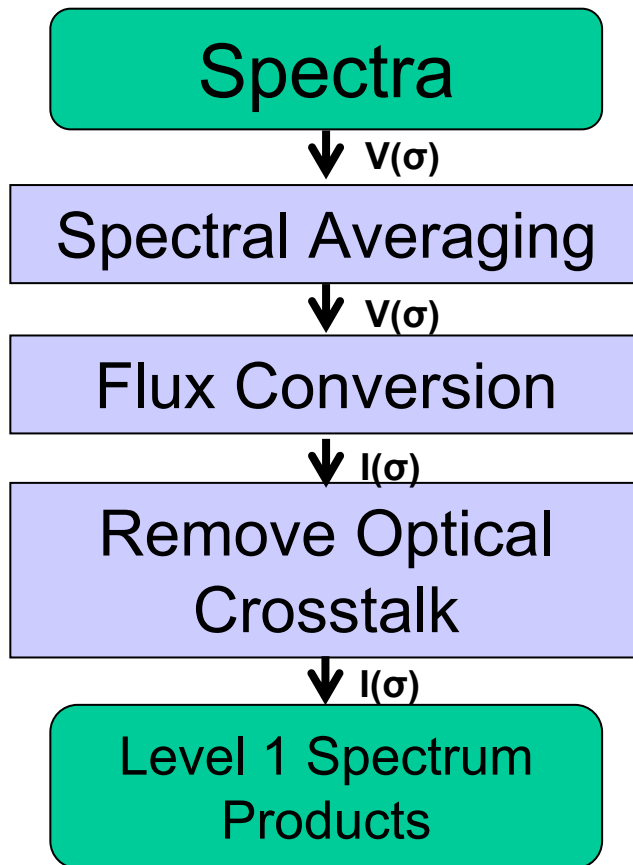 Spectra
V(σ)
Spectral Averaging
V(σ)
Flux Conversion
I(σ)
Remove Optical
Crosstalk
I(σ)
Level 1 Spectrum
Products